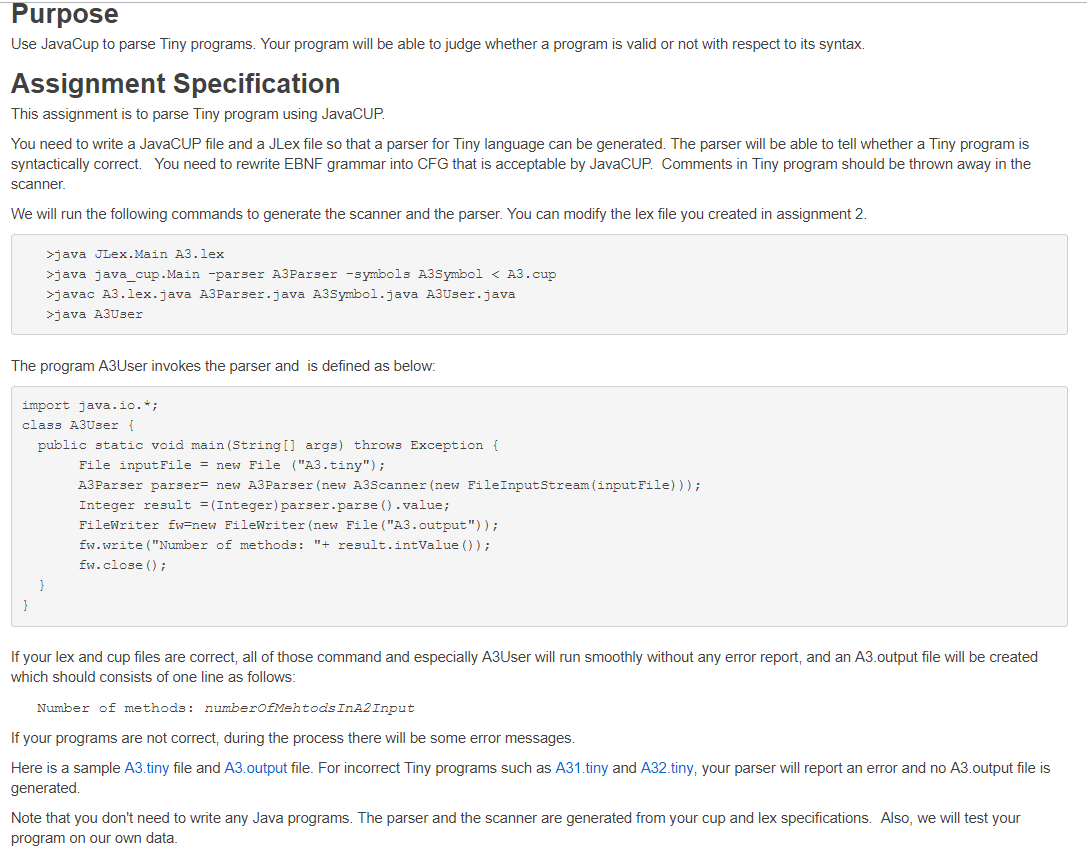 Purpose
Use JavaCup to parse Tiny programs. Your program will be able to judge whether a program is valid or not with respect to its syntax.
Assignment Specification
This assignment is to parse Tiny program using JavaCUP.
You need to write a JavaCUP file and a JLex file so that a parser for Tiny language can be generated. The parser will be able to tell whether a Tiny program is
syntactically correct.   You need to rewrite EBNF grammar into CFG that is acceptable by JavaCUP.  Comments in Tiny program should be thrown away in the
scanner.
We will run the following commands to generate the scanner and the parser. You can modify the lex file you created in assignment 2.
>java JLex.Main A3.lex
>java java_cup.Main -parser A3Parser -symbols A3Symbol < A3.cup
>javac A3.lex.java A3Parser.java A3Symbol.java A3User.java
>java A3User
The program A3User invokes the parser and  is defined as below:
import java.io.*;
class A3User {
  public static void main(String[] args) throws Exception {
       File inputFile = new File ("A3.tiny");
       A3Parser parser= new A3Parser(new A3Scanner(new FileInputStream(inputFile)));
       Integer result =(Integer)parser.parse().value;
       FileWriter fw=new FileWriter(new File("A3.output"));
       fw.write("Number of methods: "+ result.intValue());
       fw.close();
  }
}
If your lex and cup files are correct, all of those command and especially A3User will run smoothly without any error report, and an A3.output file will be created
which should consists of one line as follows:
Number of methods: numberOfMehtodsInA2Input
If your programs are not correct, during the process there will be some error messages.
Here is a sample A3.tiny file and A3.output file. For incorrect Tiny programs such as A31.tiny and A32.tiny, your parser will report an error and no A3.output file is
generated.
Note that you don't need to write any Java programs. The parser and the scanner are generated from your cup and lex specifications.  Also, we will test your
program on our own data.